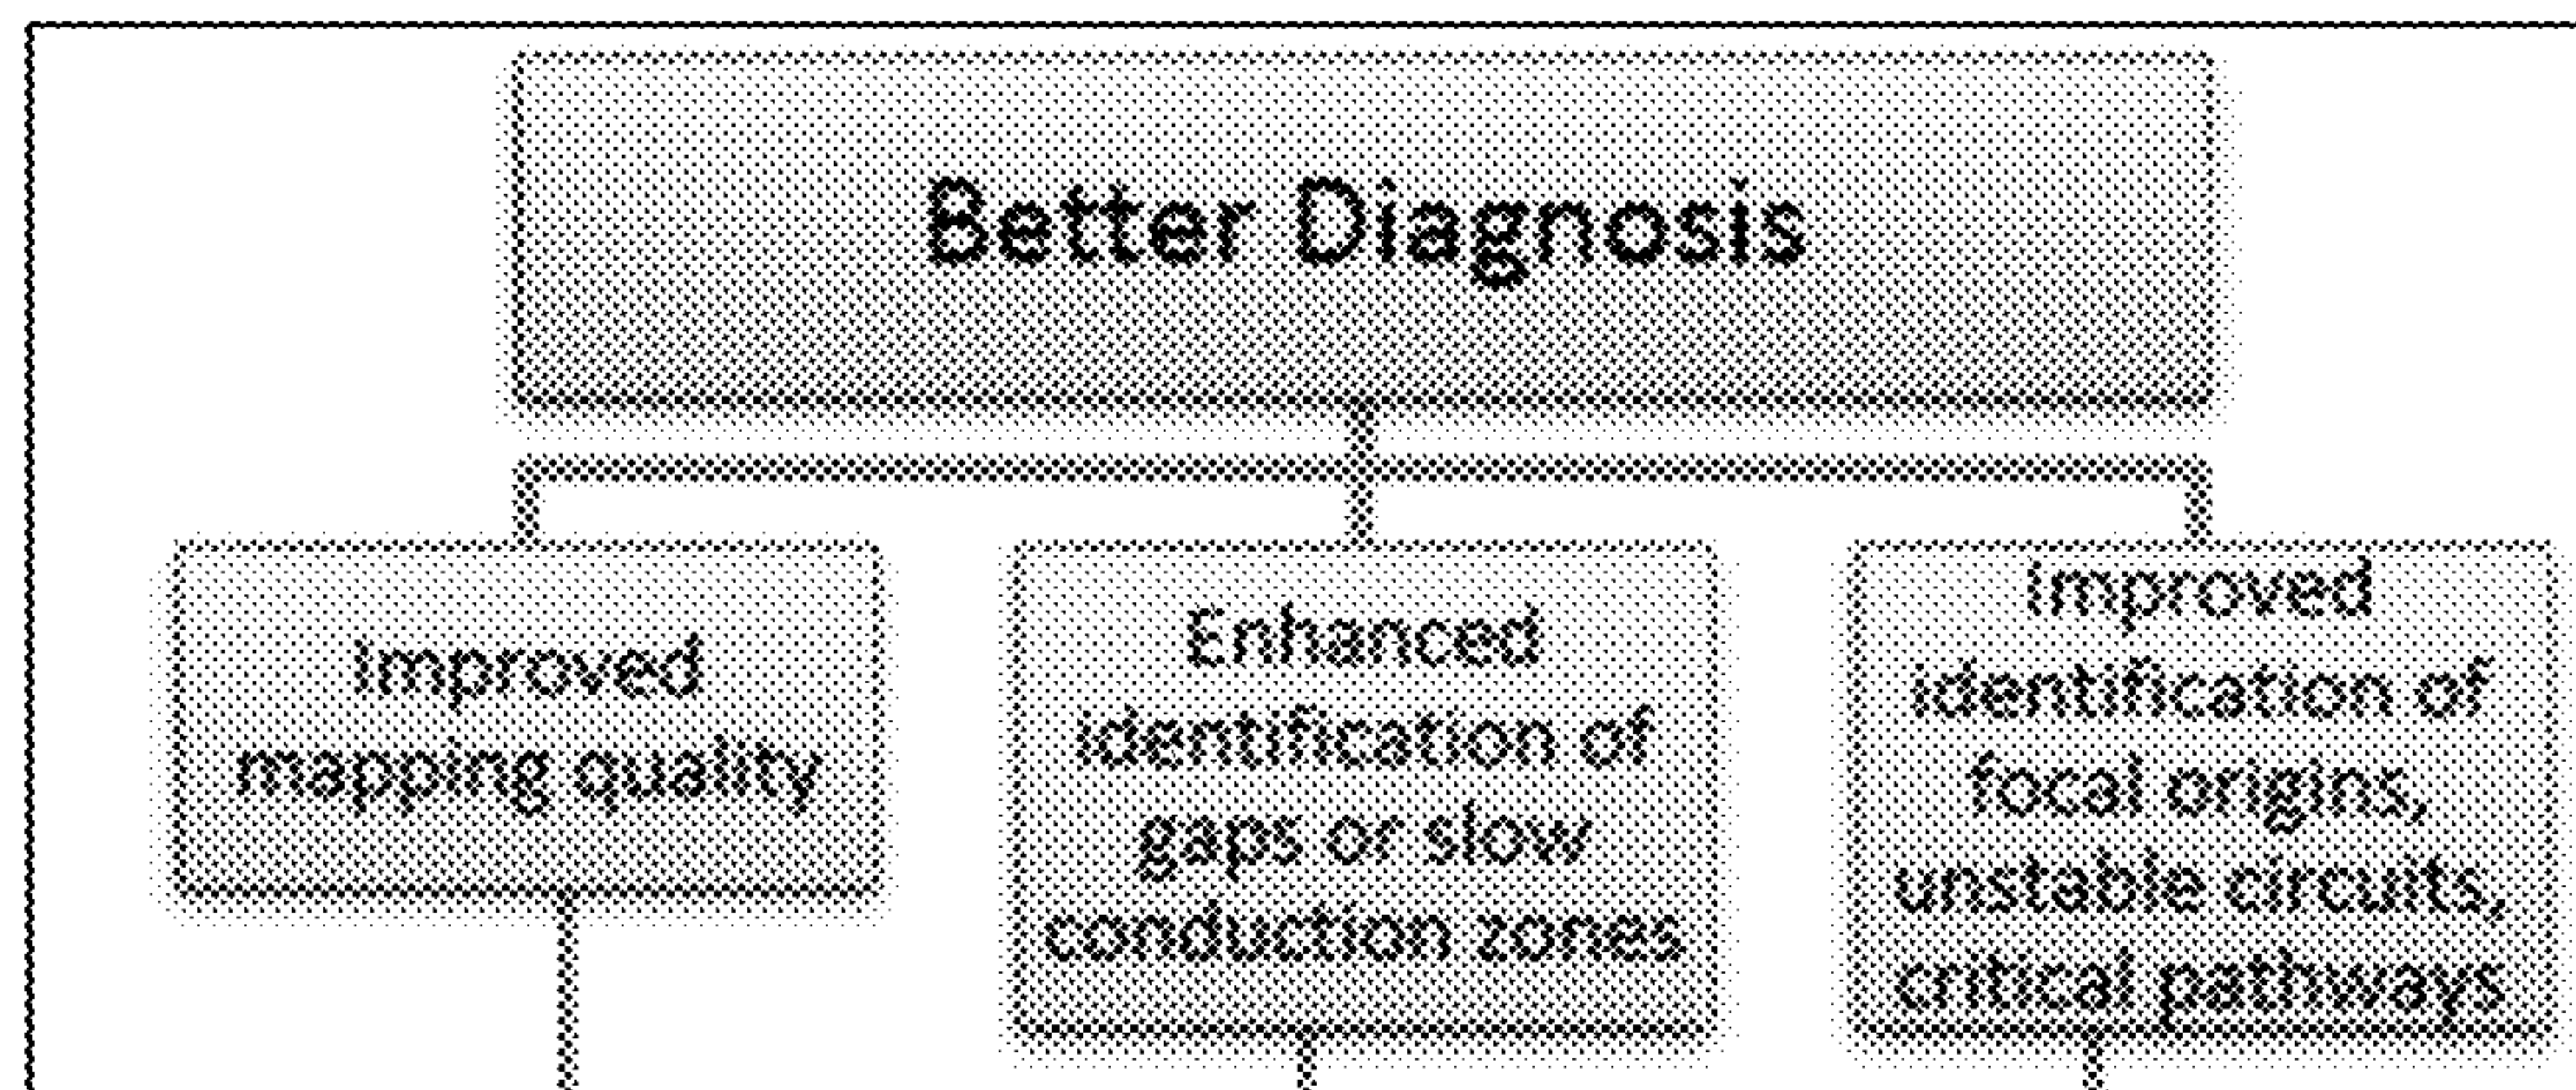 Better Diagnosis
Improved
mapping quality
Enhanced
identification of
gaps or slow
conduction zones
Improved
identification of
focal origins,
unstable circuits,
critical pathways